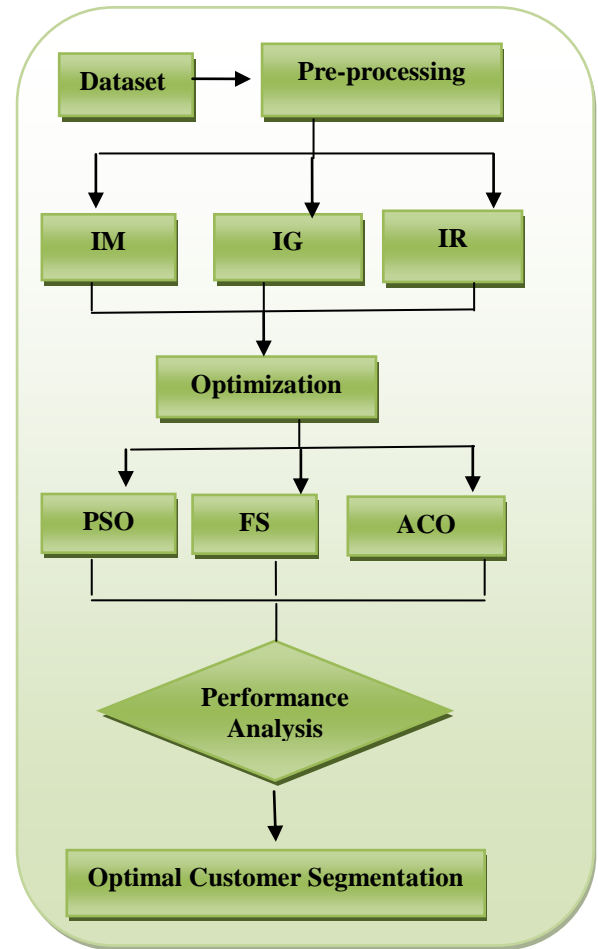 Dataset
Pre-processing
IM
IG
IR
Optimization
PSO
FS
ACO
Performance
Analysis
Optimal Customer Segmentation